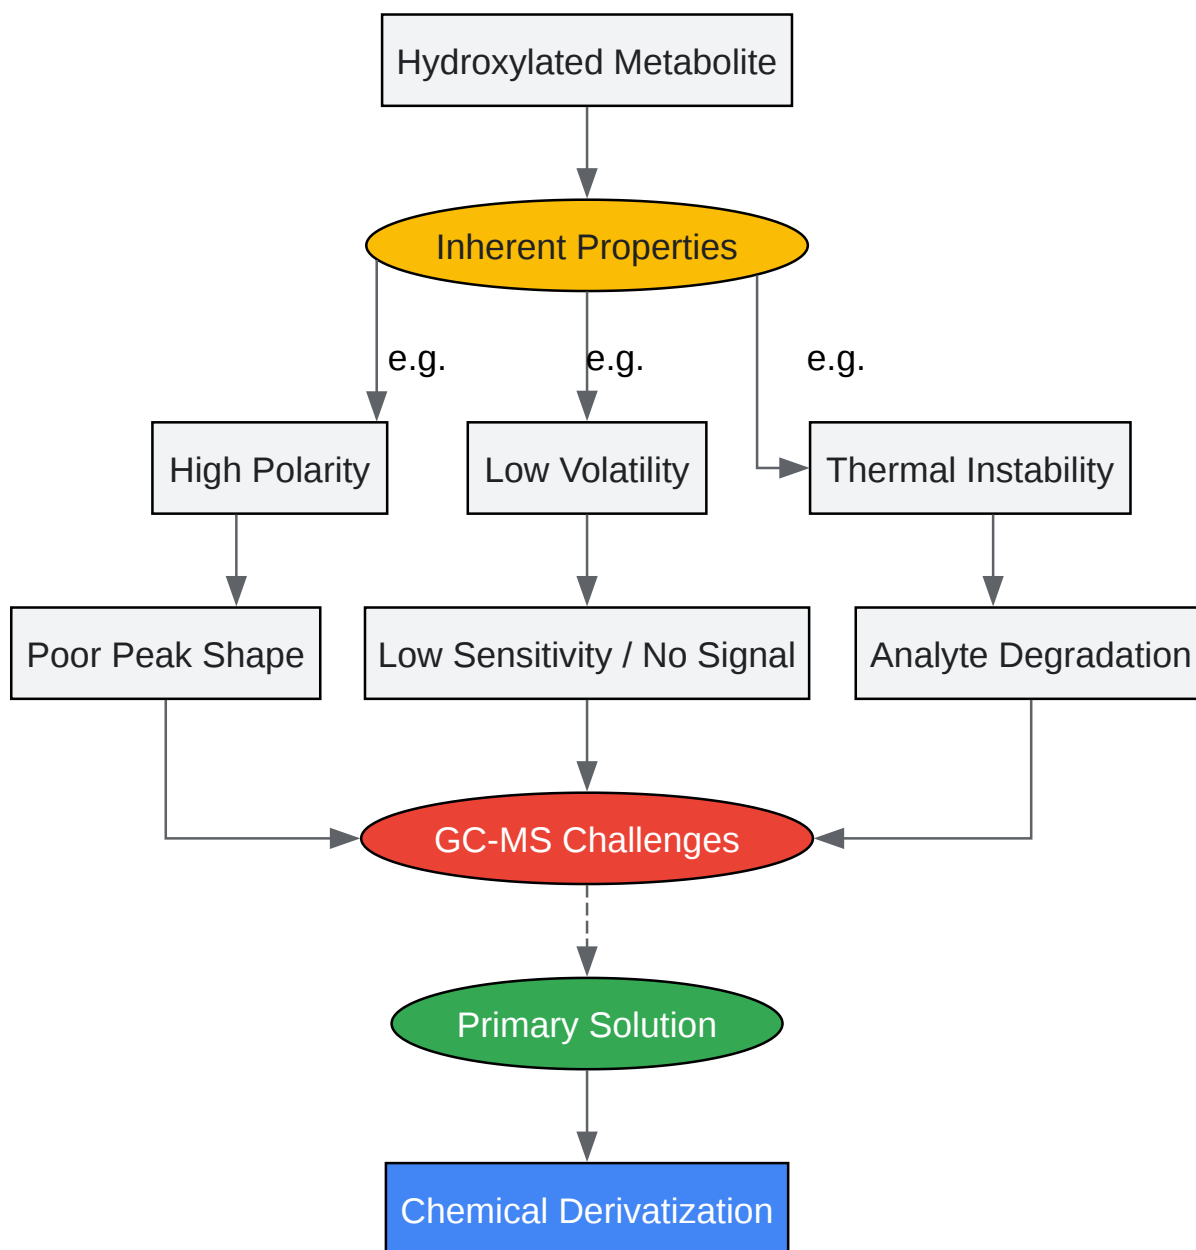 Hydroxylated Metabolite
Inherent Properties
e.g.
e.g.
e.g.
High Polarity
Low Volatility
Thermal Instability
Poor Peak Shape
Low Sensitivity / No Signal
Analyte Degradation
GC-MS Challenges
Primary Solution
Chemical Derivatization